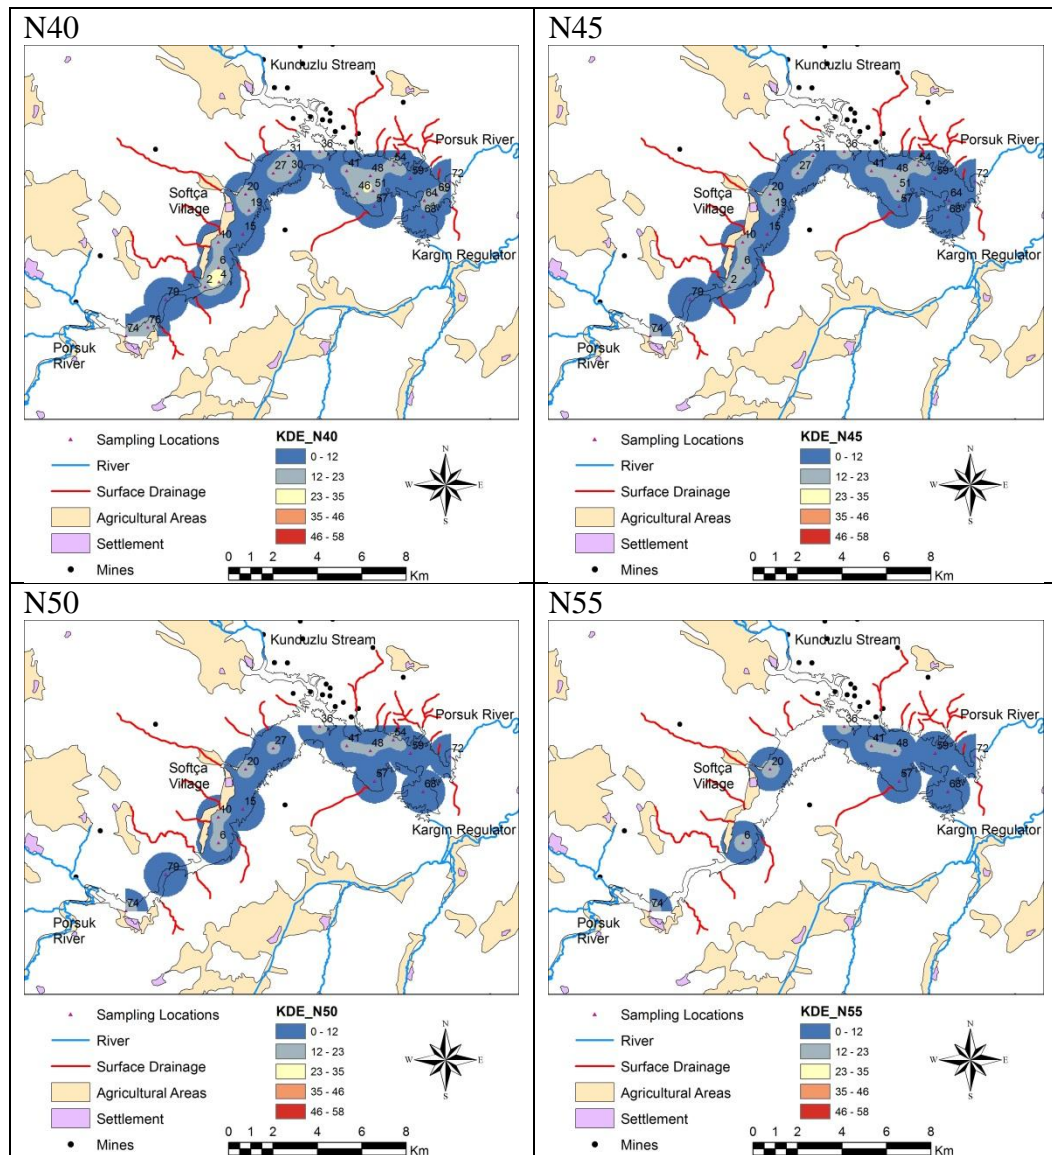 N40
Kunduzlu Stream
Porsuk River
31
36
27
30
41
54
48
59
72
20
46
51
64
69
Softça
Village
19
57
68
10
15
Kargın Regulator
6
2
4
79
74
76
Porsuk
River
Sampling Locations
River
Surface Drainage
Agricultural Areas
Settlement
Mines
KDE_N40
0 - 12
12 - 23
23 - 35
35 - 46
46 - 58
N
W
E
S
0 1 2 4 6 8
Km
N45
Kunduzlu Stream
Porsuk River
31
36
27
41
54
48
59
72
20
51
64
Softça
Village
19
57
68
10
15
Kargın Regulator
6
2
79
74
Porsuk
River
Sampling Locations
River
Surface Drainage
Agricultural Areas
Settlement
Mines
KDE_N45
0 - 12
12 - 23
23 - 35
35 - 46
46 - 58
N
W
E
S
0 1 2 4 6 8
Km
N50
Kunduzlu Stream
Porsuk River
36
27
41
54
48
59
72
20
Softça
Village
57
68
10
15
Kargın Regulator
6
79
74
Porsuk
River
Sampling Locations
River
Surface Drainage
Agricultural Areas
Settlement
Mines
KDE_N50
0 - 12
12 - 23
23 - 35
35 - 46
46 - 58
N
W
E
S
0 1 2 4 6 8
Km
N55
Kunduzlu Stream
Porsuk River
36
41
48
59
72
20
Softça
Village
57
68
Kargın Regulator
6
74
Porsuk
River
Sampling Locations
River
Surface Drainage
Agricultural Areas
Settlement
Mines
KDE_N55
0 - 12
12 - 23
23 - 35
35 - 46
46 - 58
N
W
E
S
0 1 2 4 6 8
Km